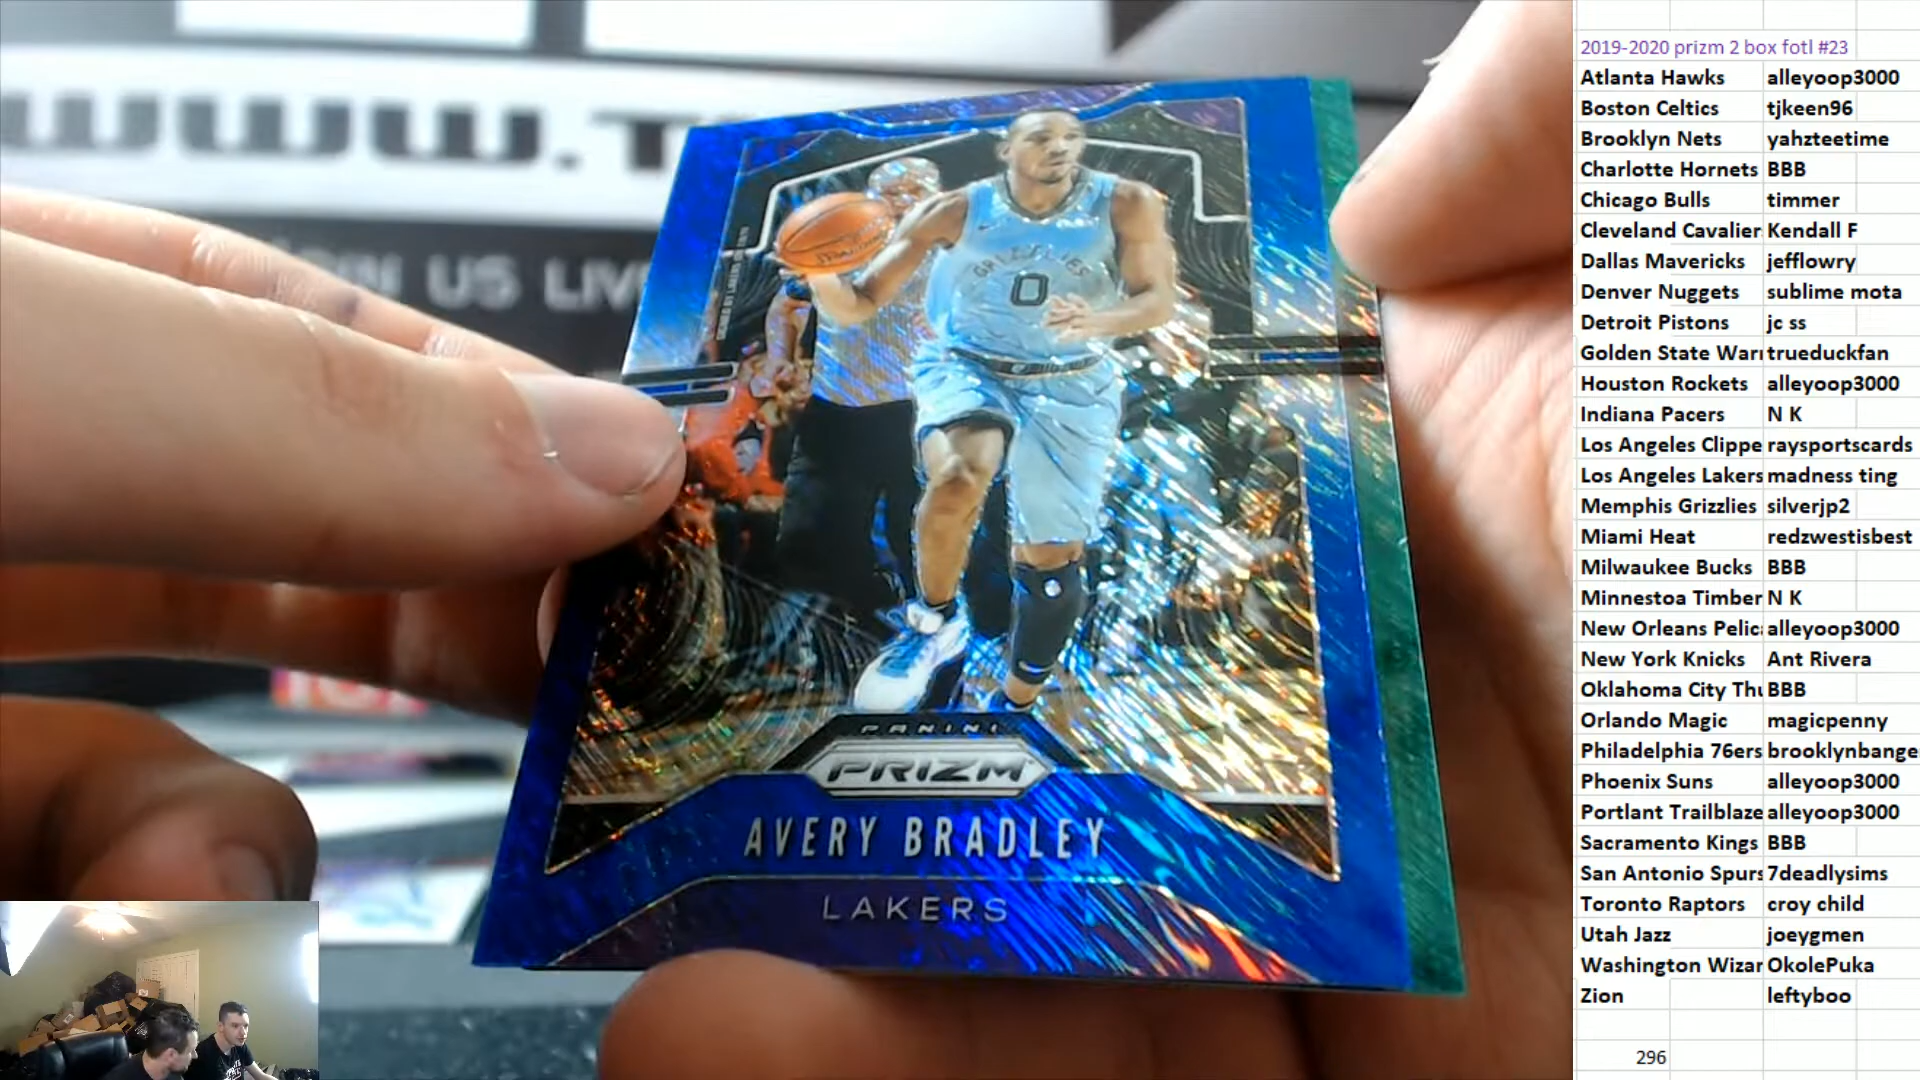 WWW.T
JOIN US LIVE
GRIZZLIES
0
PANINI
PRIZM
AVERY BRADLEY
LAKERS
2019-2020 prizm 2 box fotl #23
Atlanta Hawks alleyoop3000
Boston Celtics tjkeen96
Brooklyn Nets yahzteetime
Charlotte Hornets BBB
Chicago Bulls timmer
Cleveland Cavalier Kendall F
Dallas Mavericks jefflowry
Denver Nuggets sublime mota
Detroit Pistons jc ss
Golden State Warr trueduckfan
Houston Rockets alleyoop3000
Indiana Pacers N K
Los Angeles Clippe raysportscards
Los Angeles Lakers madness ting
Memphis Grizzlies silverjp2
Miami Heat redzwestisbest
Milwaukee Bucks BBB
Minnestoa Timber N K
New Orleans Pelic alleyoop3000
New York Knicks Ant Rivera
Oklahoma City Thu BBB
Orlando Magic magicpenny
Philadelphia 76ers brooklynbange
Phoenix Suns alleyoop3000
Portlant Trailblaze alleyoop3000
Sacramento Kings BBB
San Antonio Spurs 7deadlysims
Toronto Raptors croy child
Utah Jazz joeygmen
Washington Wizar OkolePuka
Zion leftyboo
296